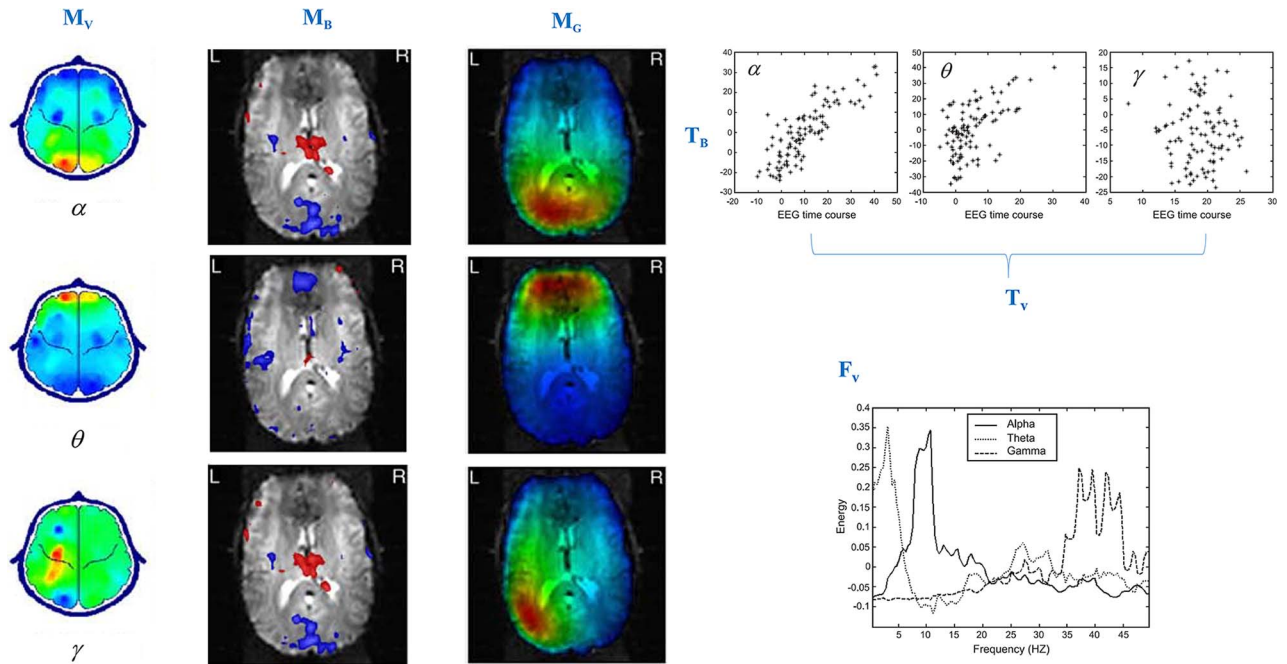 M_V
M_B
M_G
α
θ
γ
L
R
L
R
L
R
L
R
L
R
L
R
T_B
α
θ
γ
40
30
20
10
0
-10
-20
-30
-20 -10 0 10 20 30 40 50
EEG time course
50
40
30
20
10
0
-10
-20
-30
-40
-10 0 10 20 30 40
EEG time course
20
15
10
5
0
-5
-10
-15
-20
-25
5 10 15 20 25 30
EEG time course
T_v
F_v
0.4
0.35
0.3
0.25
0.20
0.15
0.1
0.05
0
-0.05
-0.1
Energy
Alpha
Theta
Gamma
5 10 15 20 25 30 35 40 45
Frequency (HZ)